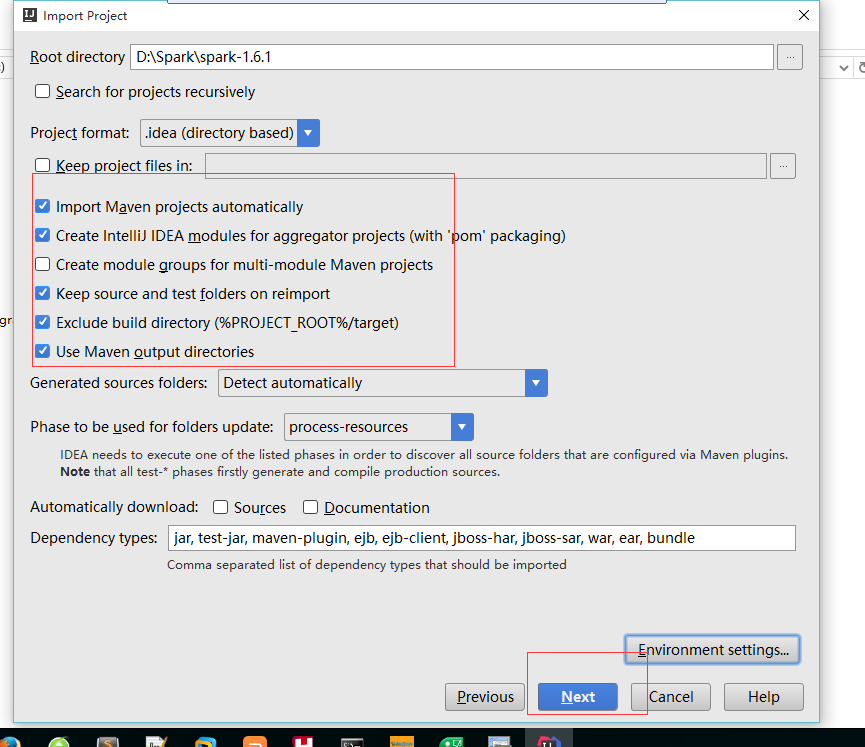 Import Project
Root directory D:\Spark\spark-1.6.1 ...
Search for projects recursively
Project format: .idea (directory based)
Keep project files in: ...
Import Maven projects automatically
Create IntelliJ IDEA modules for aggregator projects (with 'pom' packaging)
Create module groups for multi-module Maven projects
Keep source and test folders on reimport
Exclude build directory (%PROJECT_ROOT%/target)
Use Maven output directories
Generated sources folders: Detect automatically
Phase to be used for folders update: process-resources
IDEA needs to execute one of the listed phases in order to discover all source folders that are configured via Maven plugins.
Note that all test-* phases firstly generate and compile production sources.
Automatically download: Sources Documentation
Dependency types: jar, test-jar, maven-plugin, ejb, ejb-client, jboss-har, jboss-sar, war, ear, bundle
Comma separated list of dependency types that should be imported
Environment settings...
Previous Next Cancel Help